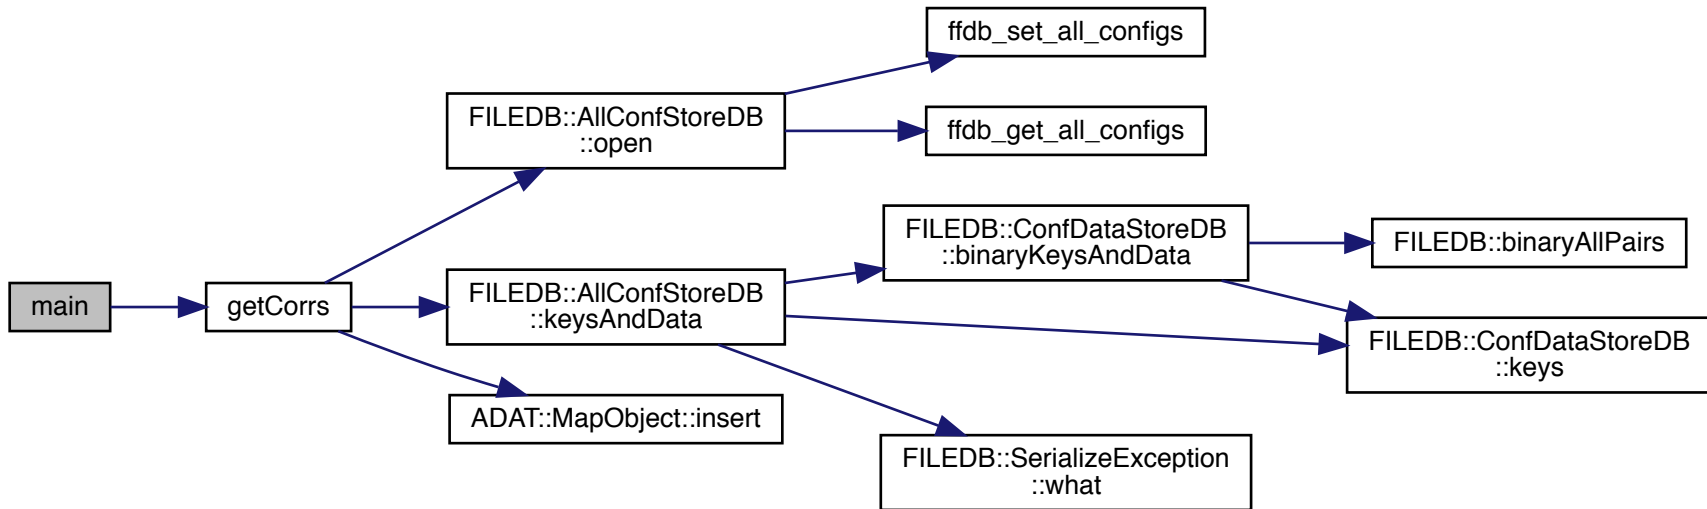 ffdb_set_all_configs
FILEDB::AllConfStoreDB
::open
ffdb_get_all_configs
FILEDB::ConfDataStoreDB
::binaryKeysAndData
FILEDB::binaryAllPairs
main
getCorrs
FILEDB::AllConfStoreDB
::keysAndData
FILEDB::ConfDataStoreDB
::keys
ADAT::MapObject::insert
FILEDB::SerializeException
::what